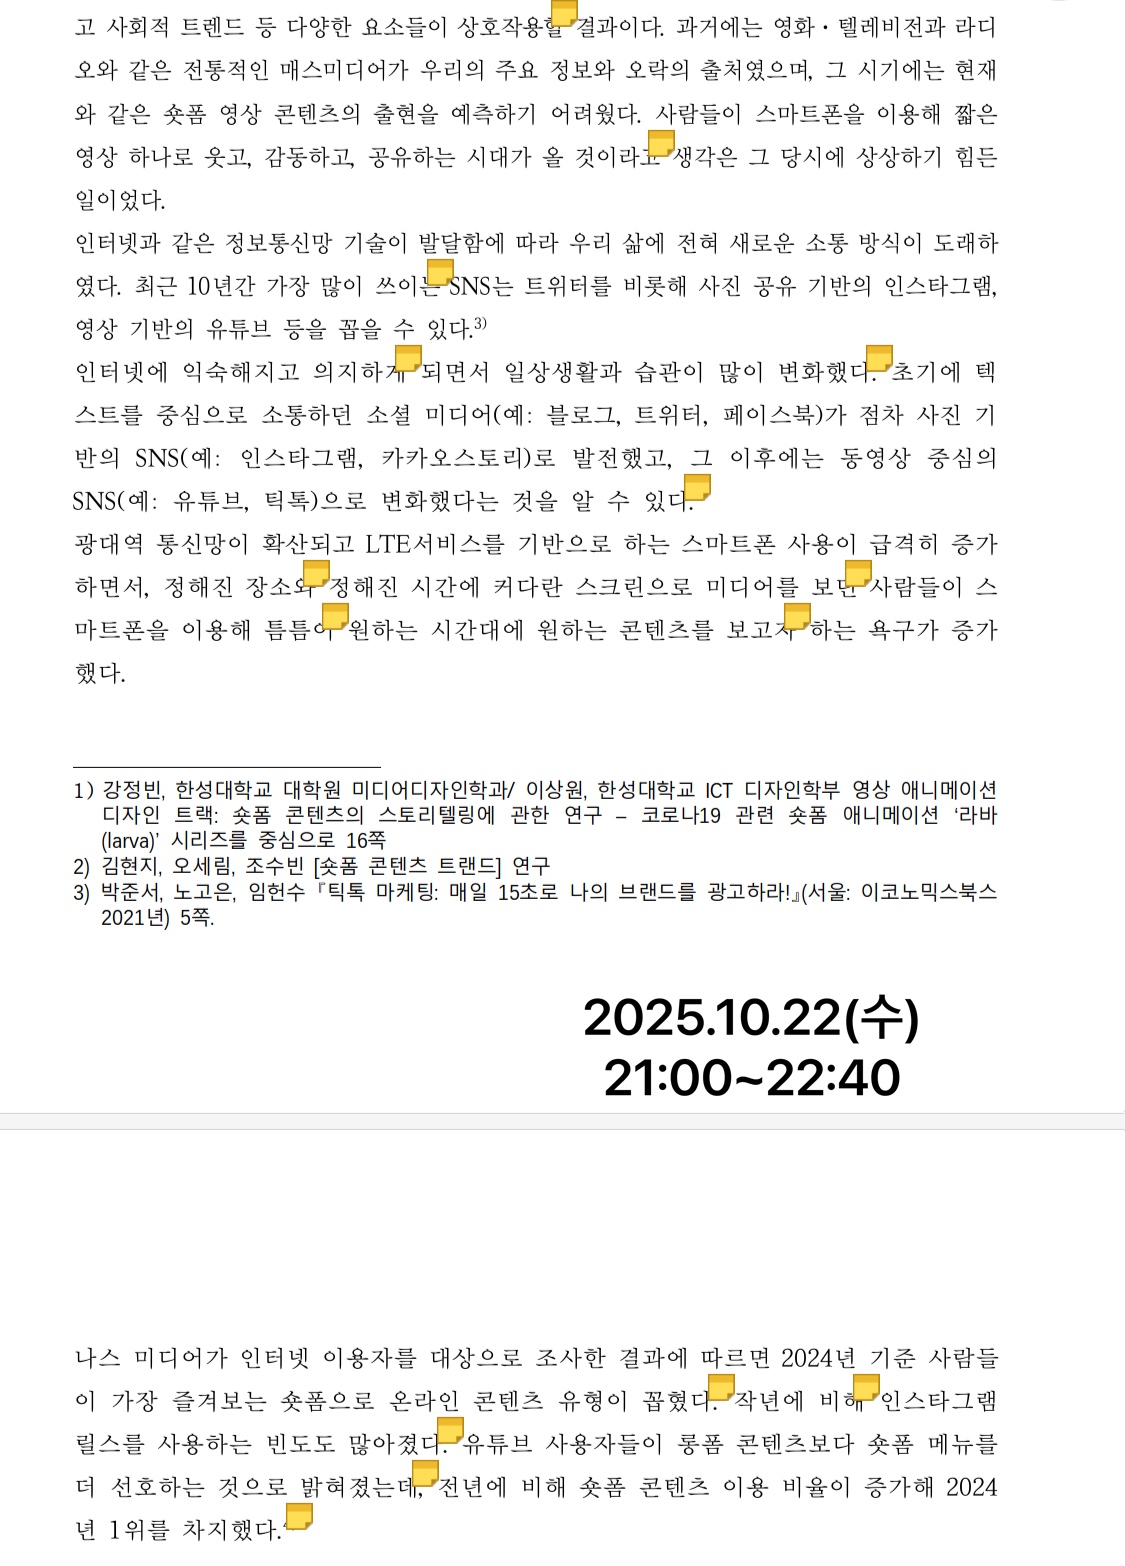 고 사회적 트렌드 등 다양한 요소들이 상호작용할 결과이다. 과거에는 영화·텔레비전과 라디
오와 같은 전통적인 매스미디어가 우리의 주요 정보와 오락의 출처였으며, 그 시기에는 현재
와 같은 숏폼 영상 콘텐츠의 출현을 예측하기 어려웠다. 사람들이 스마트폰을 이용해 짧은
영상 하나로 웃고, 감동하고, 공유하는 시대가 올 것이라고 생각은 그 당시에 상상하기 힘든
일이었다.
인터넷과 같은 정보통신망 기술이 발달함에 따라 우리 삶에 전혀 새로운 소통 방식이 도래하
였다. 최근 10년간 가장 많이 쓰이는 SNS는 트위터를 비롯해 사진 공유 기반의 인스타그램,
영상 기반의 유튜브 등을 꼽을 수 있다.3)
인터넷에 익숙해지고 의지하게 되면서 일상생활과 습관이 많이 변화했다. 초기에 텍
스트를 중심으로 소통하던 소셜 미디어(예: 블로그, 트위터, 페이스북)가 점차 사진 기
반의 SNS(예: 인스타그램, 카카오스토리)로 발전했고, 그 이후에는 동영상 중심의
SNS(예: 유튜브, 틱톡)으로 변화했다는 것을 알 수 있다.
광대역 통신망이 확산되고 LTE서비스를 기반으로 하는 스마트폰 사용이 급격히 증가
하면서, 정해진 장소와 정해진 시간에 커다란 스크린으로 미디어를 보던 사람들이 스
마트폰을 이용해 틈틈이 원하는 시간대에 원하는 콘텐츠를 보고자 하는 욕구가 증가
했다.
1) 강정빈, 한성대학교 대학원 미디어디자인학과/ 이상원, 한성대학교 ICT 디자인학부 영상 애니메이션
디자인 트랙: 숏폼 콘텐츠의 스토리텔링에 관한 연구 – 코로나19 관련 숏폼 애니메이션 ‘라바
(larva)’ 시리즈를 중심으로 16쪽
2) 김현지, 오세림, 조수빈 [숏폼 콘텐츠 트랜드] 연구
3) 박준서, 노고은, 임헌수 『틱톡 마케팅: 매일 15초로 나의 브랜드를 광고하라!』(서울: 이코노믹스북스
2021년) 5쪽.
2025.10.22(수)
21:00~22:40
나스 미디어가 인터넷 이용자를 대상으로 조사한 결과에 따르면 2024년 기준 사람들
이 가장 즐겨보는 숏폼으로 온라인 콘텐츠 유형이 꼽혔다. 작년에 비해 인스타그램
릴스를 사용하는 빈도도 많아졌다. 유튜브 사용자들이 롱폼 콘텐츠보다 숏폼 메뉴를
더 선호하는 것으로 밝혀졌는데, 전년에 비해 숏폼 콘텐츠 이용 비율이 증가해 2024
년 1위를 차지했다.